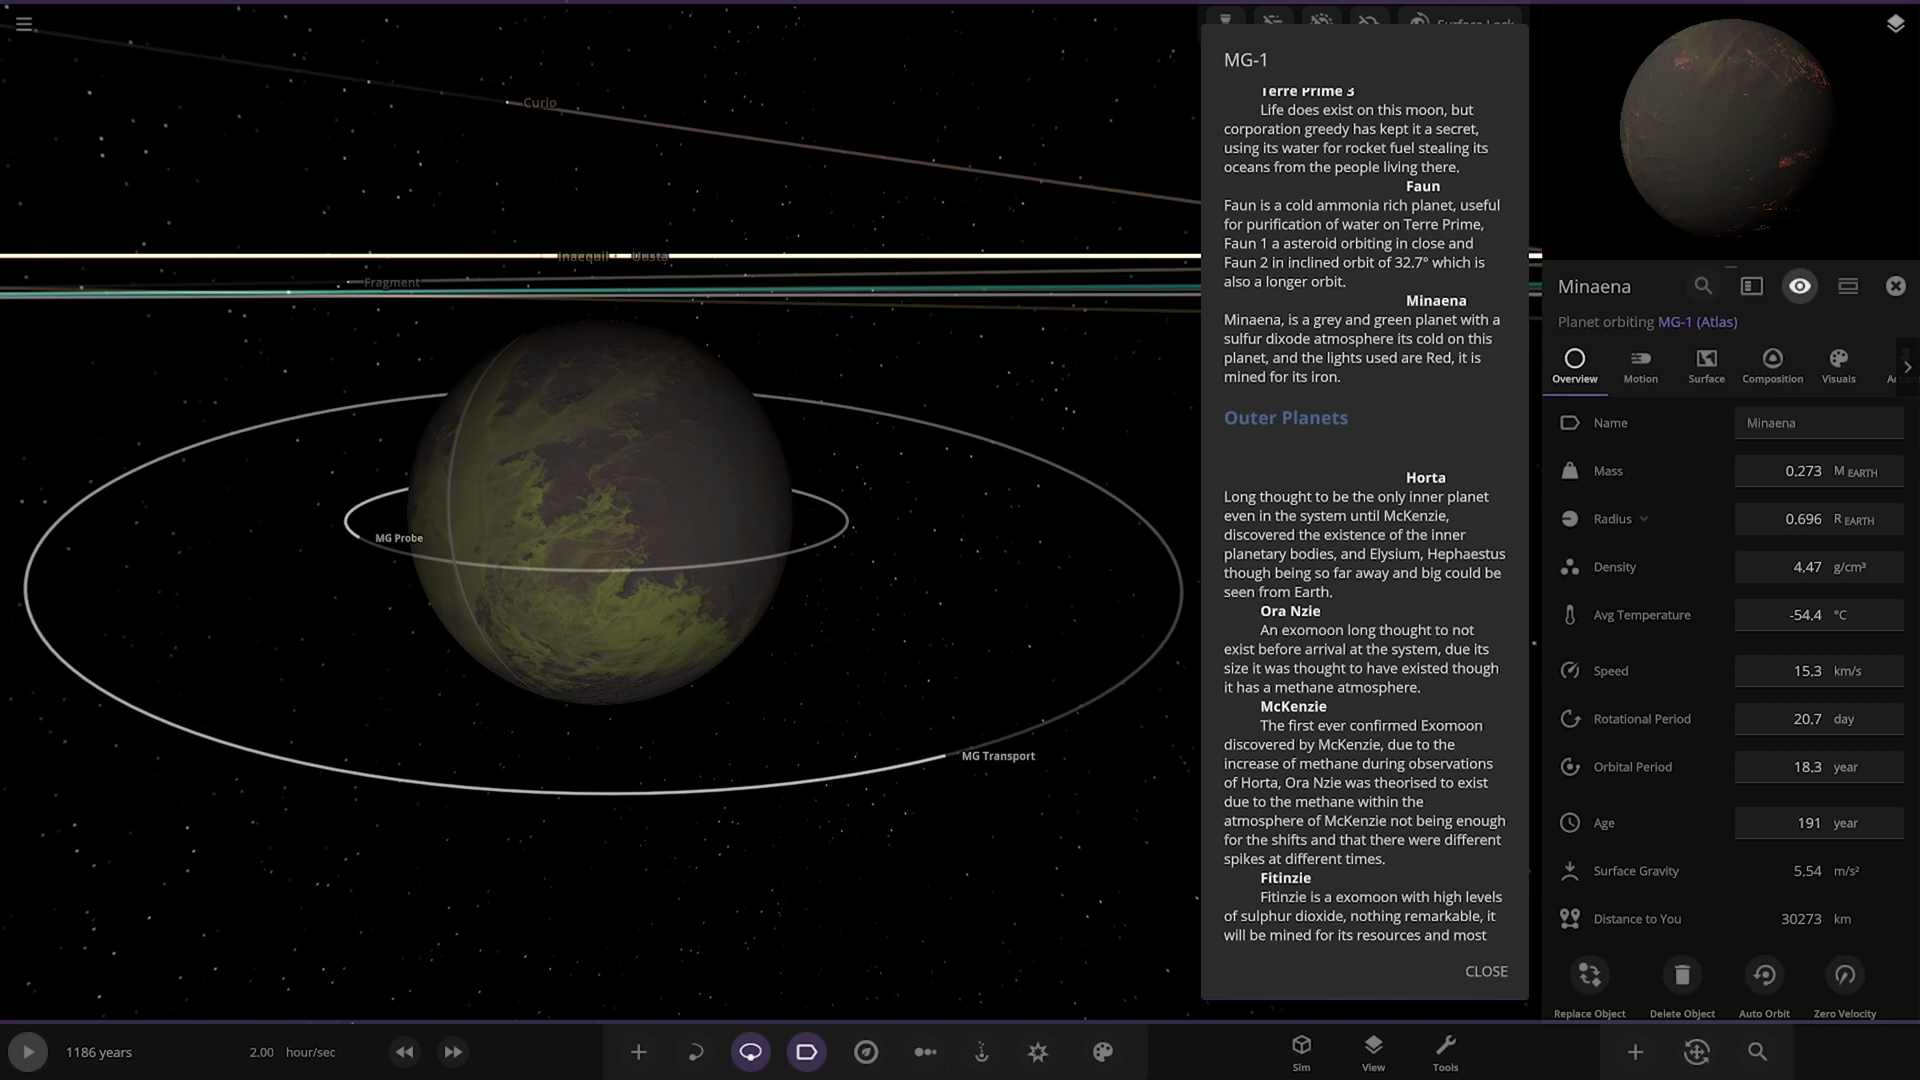 Curio
Inaequil
Uusta
Fragment
MG Probe
MG Transport
Surface Lock
MG-1
Terre Prime 3
Life does exist on this moon, but
corporation greedy has kept it a secret,
using its water for rocket fuel stealing its
oceans from the people living there.
Faun
Faun is a cold ammonia rich planet, useful
for purification of water on Terre Prime,
Faun 1 a asteroid orbiting in close and
Faun 2 in inclined orbit of 32.7° which is
also a longer orbit.
Minaena
Minaena, is a grey and green planet with a
sulfur dixode atmosphere its cold on this
planet, and the lights used are Red, it is
mined for its iron.
Outer Planets
Horta
Long thought to be the only inner planet
even in the system until McKenzie,
discovered the existence of the inner
planetary bodies, and Elysium, Hephaestus
though being so far away and big could be
seen from Earth.
Ora Nzie
An exomoon long thought to not
exist before arrival at the system, due its
size it was thought to have existed though
it has a methane atmosphere.
McKenzie
The first ever confirmed Exomoon
discovered by McKenzie, due to the
increase of methane during observations
of Horta, Ora Nzie was theorised to exist
due to the methane within the
atmosphere of McKenzie not being enough
for the shifts and that there were different
spikes at different times.
Fitinzie
Fitinzie is a exomoon with high levels
of sulphur dioxide, nothing remarkable, it
will be mined for its resources and most
CLOSE
Minaena
Planet orbiting MG-1 (Atlas)
Overview Motion Surface Composition Visuals
Name Minaena
Mass 0.273 M EARTH
Radius 0.696 R EARTH
Density 4.47 g/cm³
Avg Temperature -54.4 °C
Speed 15.3 km/s
Rotational Period 20.7 day
Orbital Period 18.3 year
Age 191 year
Surface Gravity 5.54 m/s²
Distance to You 30273 km
Replace Object Delete Object Auto Orbit Zero Velocity
1186 years 2.00 hour/sec
Sim View Tools